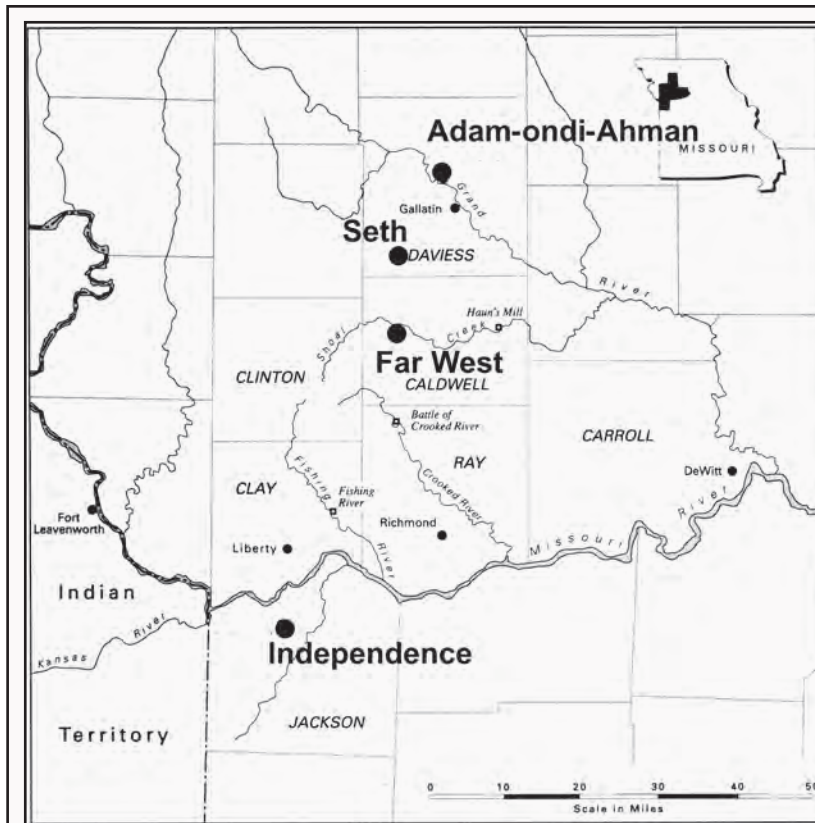 Adam-ondi-Ahman
MISSOURI
Grand
Gallatin
Seth
DAVIESS
River
Haun's Mill
Shoal
Creek
Far West
CALDWELL
CLINTON
Battle of
Crooked River
CARROLL
RAY
DeWitt
CLAY
Fishing
Fishing
River
Crooked River
Fort
Leavenworth
Richmond
River
Liberty
Missouri
River
Indian
River
Kansas
Independence
Territory
JACKSON
0 10 20 30 40 50
Scale in Miles